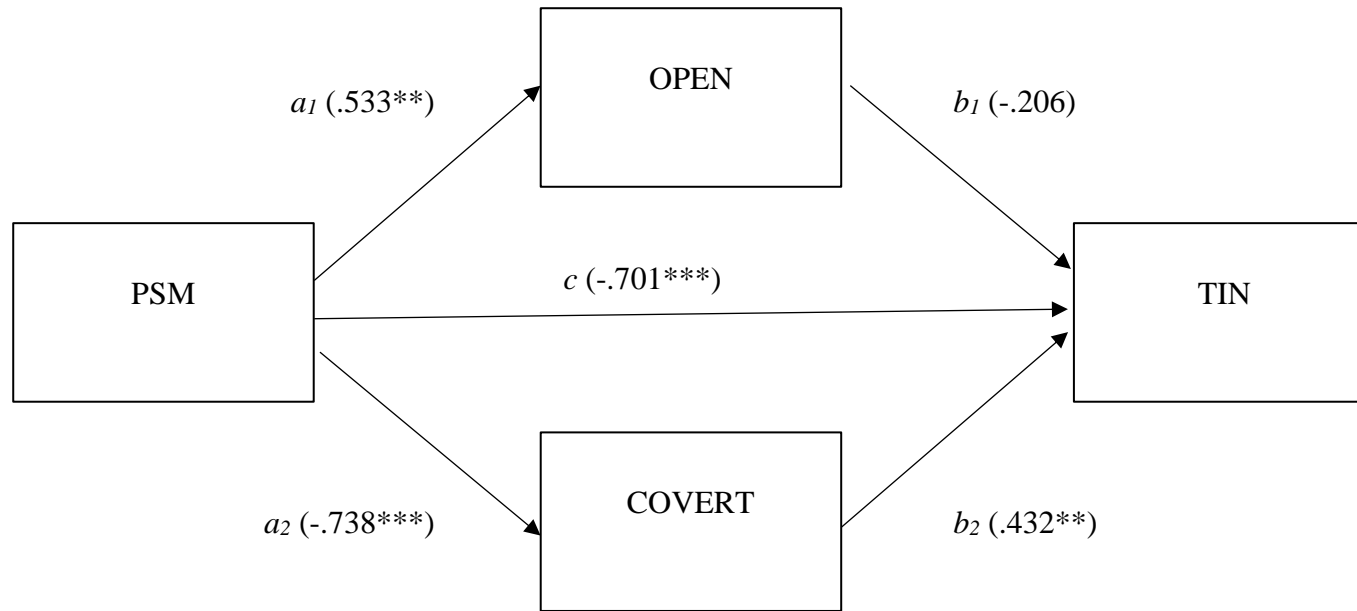 OPEN
a1 (.533**)
b1 (-.206)
PSM
c (-.701***)
TIN
COVERT
a2 (-.738***)
b2 (.432**)